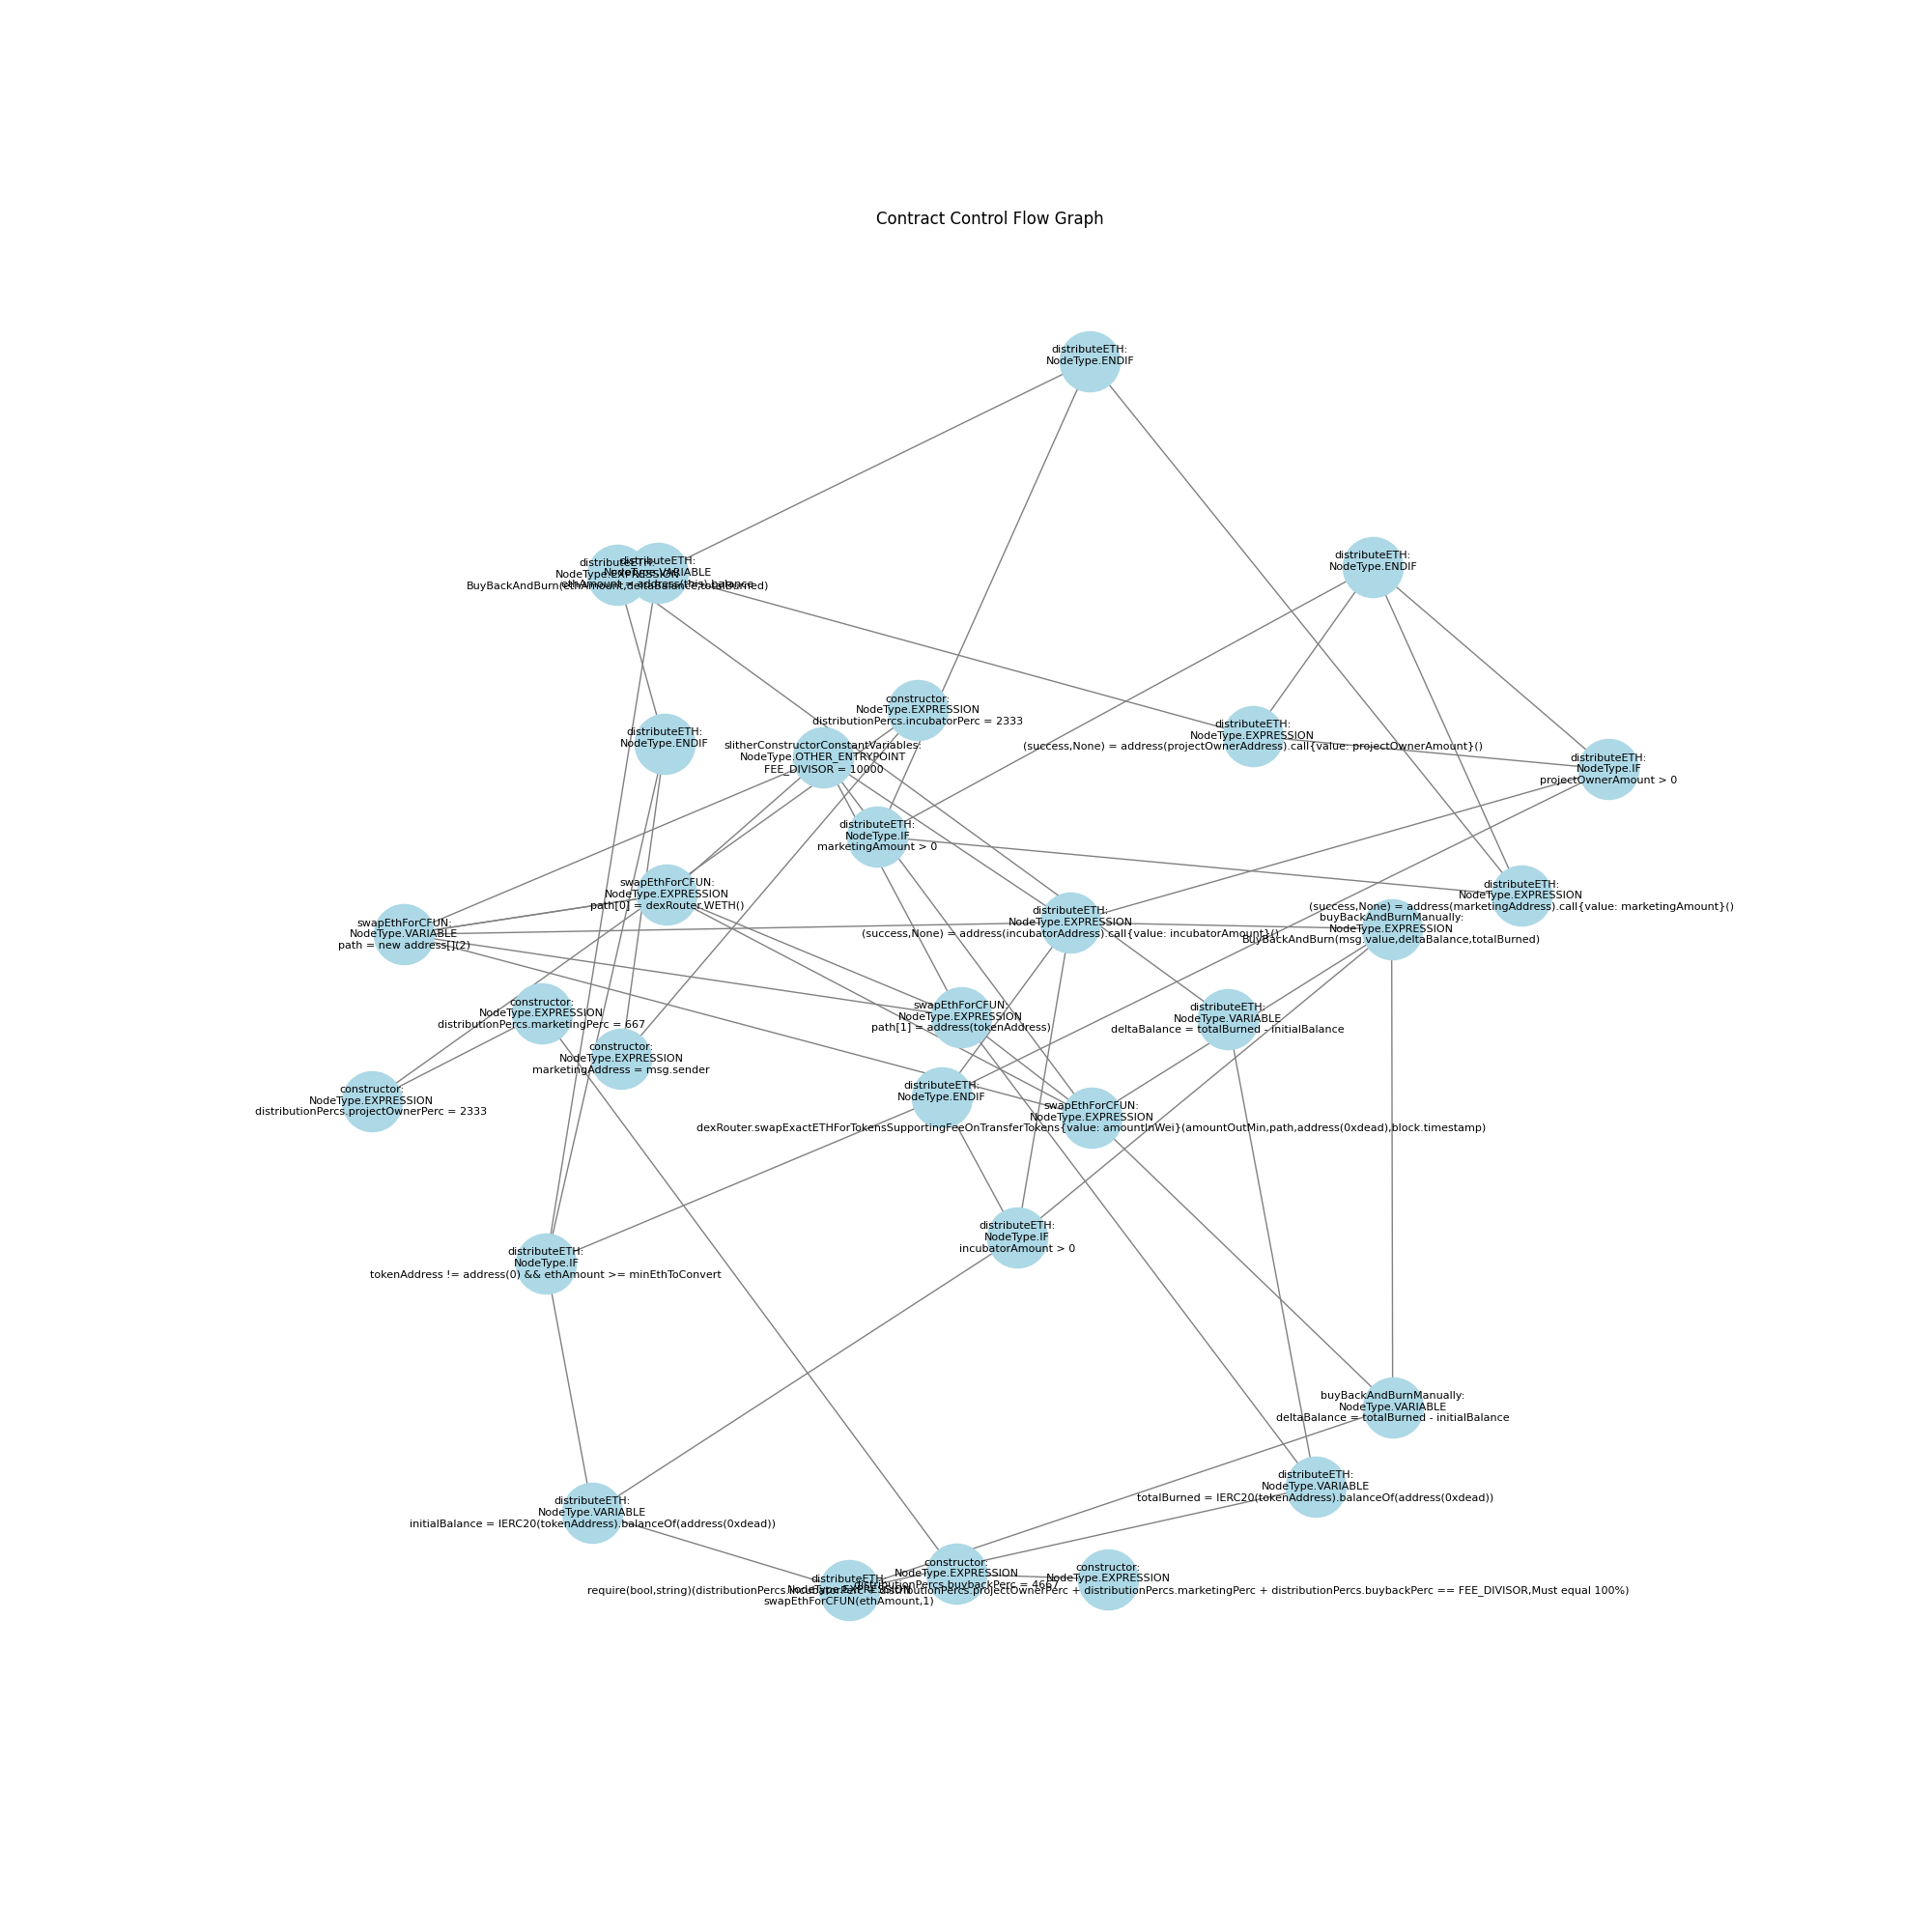 Contract Control Flow Graph
distributeETH:
NodeType.ENDIF
distributeETH:
NodeType.ENDIF
distributeETH:
NodeType.EXPRESSION
BuyBackAndBurn(ethAmount,deltaBalance,totalBurned)
distributeETH:
NodeType.VARIABLE
ethAmount = address(this).balance
constructor:
NodeType.EXPRESSION
distributionPercs.incubatorPerc = 2333
distributeETH:
NodeType.ENDIF
slitherConstructorConstantVariables:
NodeType.OTHER_ENTRYPOINT
FEE_DIVISOR = 10000
distributeETH:
NodeType.EXPRESSION
(success,None) = address(projectOwnerAddress).call{value: projectOwnerAmount}()
distributeETH:
NodeType.IF
projectOwnerAmount > 0
distributeETH:
NodeType.IF
marketingAmount > 0
swapEthForCFUN:
NodeType.EXPRESSION
path[0] = dexRouter.WETH()
distributeETH:
NodeType.EXPRESSION
(success,None) = address(marketingAddress).call{value: marketingAmount}()
swapEthForCFUN:
NodeType.VARIABLE
path = new address[](2)
distributeETH:
NodeType.EXPRESSION
(success,None) = address(incubatorAddress).call{value: incubatorAmount}()
buyBackAndBurnManually:
NodeType.EXPRESSION
BuyBackAndBurn(msg.value,deltaBalance,totalBurned)
constructor:
NodeType.EXPRESSION
distributionPercs.marketingPerc = 667
swapEthForCFUN:
NodeType.EXPRESSION
path[1] = address(tokenAddress)
distributeETH:
NodeType.VARIABLE
deltaBalance = totalBurned - initialBalance
constructor:
NodeType.EXPRESSION
marketingAddress = msg.sender
constructor:
NodeType.EXPRESSION
distributionPercs.projectOwnerPerc = 2333
distributeETH:
NodeType.ENDIF
swapEthForCFUN:
NodeType.EXPRESSION
dexRouter.swapExactETHForTokensSupportingFeeOnTransferTokens{value: amountInWei}(amountOutMin,path,address(0xdead),block.timestamp)
distributeETH:
NodeType.IF
incubatorAmount > 0
distributeETH:
NodeType.IF
tokenAddress != address(0) && ethAmount >= minEthToConvert
buyBackAndBurnManually:
NodeType.VARIABLE
deltaBalance = totalBurned - initialBalance
distributeETH:
NodeType.VARIABLE
totalBurned = IERC20(tokenAddress).balanceOf(address(0xdead))
distributeETH:
NodeType.VARIABLE
initialBalance = IERC20(tokenAddress).balanceOf(address(0xdead))
constructor:
NodeType.EXPRESSION
distributionPercs.buybackPerc = 4667
constructor:
NodeType.EXPRESSION
require(bool,string)(distributionPercs.incubatorPerc + distributionPercs.projectOwnerPerc + distributionPercs.marketingPerc + distributionPercs.buybackPerc == FEE_DIVISOR,Must equal 100%)
distributeETH:
NodeType.EXPRESSION
swapEthForCFUN(ethAmount,1)